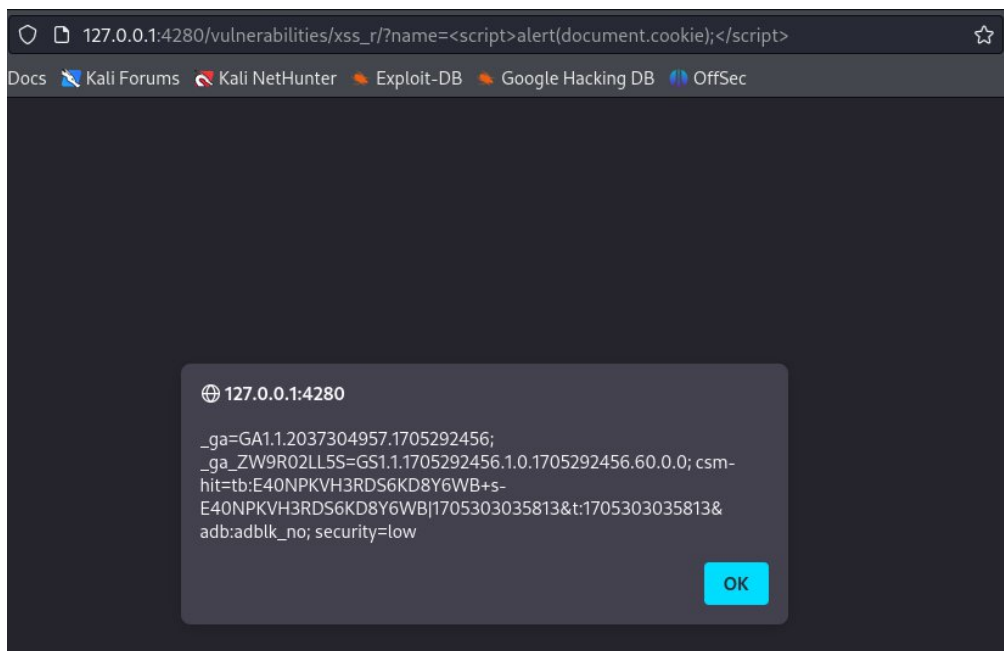 127.0.0.1:4280/vulnerabilities/xss_r/?name=<script>alert(document.cookie);</script>
Docs Kali Forums Kali NetHunter Exploit-DB Google Hacking DB OffSec
127.0.0.1:4280
_ga=GA1.1.2037304957.1705292456;
_ga_ZW9R02LL5S=GS1.1.1705292456.1.0.1705292456.60.0.0; csm-
hit=tb:E40NPKVH3RDS6KD8Y6WB+s-
E40NPKVH3RDS6KD8Y6WB|1705303035813&t:1705303035813&
adb:adblk_no; security=low
OK